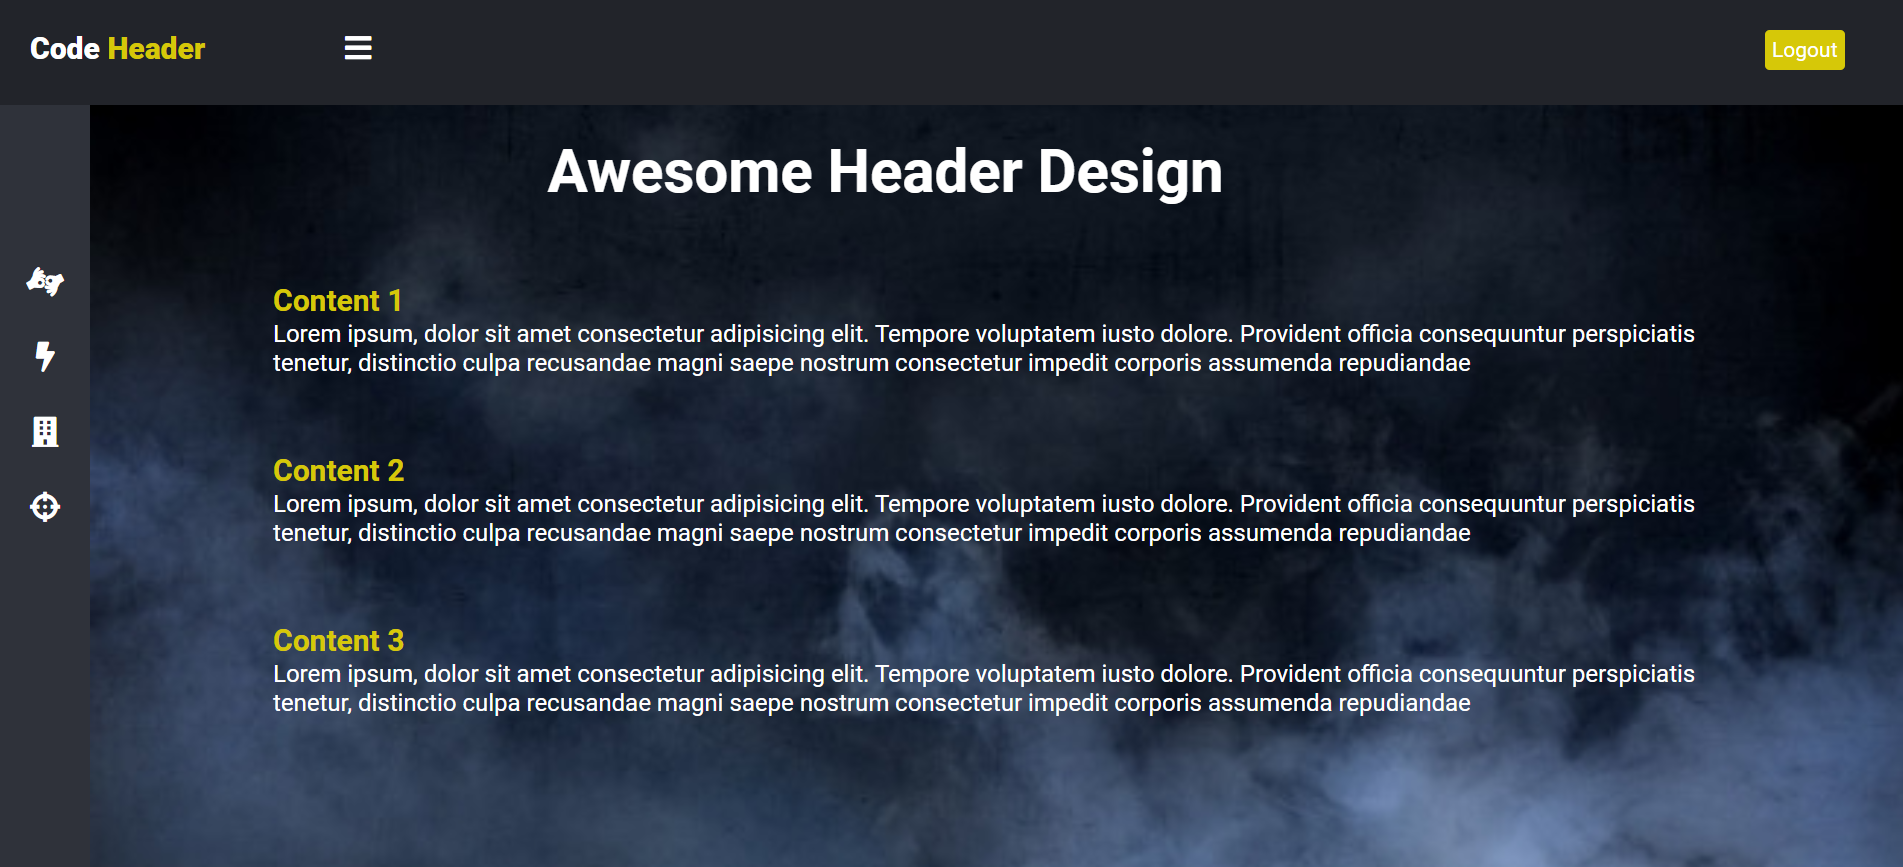 Code Header
Logout
Awesome Header Design
Content 1
Lorem ipsum, dolor sit amet consectetur adipisicing elit. Tempore voluptatem iusto dolore. Provident officia consequuntur perspiciatis
tenetur, distinctio culpa recusandae magni saepe nostrum consectetur impedit corporis assumenda repudiandae
Content 2
Lorem ipsum, dolor sit amet consectetur adipisicing elit. Tempore voluptatem iusto dolore. Provident officia consequuntur perspiciatis
tenetur, distinctio culpa recusandae magni saepe nostrum consectetur impedit corporis assumenda repudiandae
Content 3
Lorem ipsum, dolor sit amet consectetur adipisicing elit. Tempore voluptatem iusto dolore. Provident officia consequuntur perspiciatis
tenetur, distinctio culpa recusandae magni saepe nostrum consectetur impedit corporis assumenda repudiandae